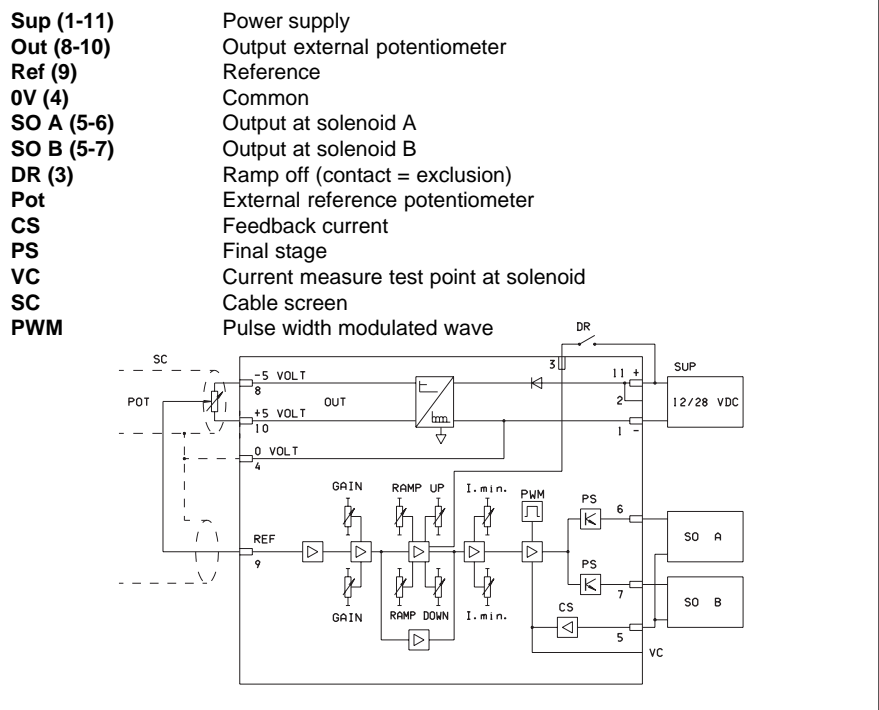 Sup (1-11) Power supply
Out (8-10) Output external potentiometer
Ref (9) Reference
0V (4) Common
SO A (5-6) Output at solenoid A
SO B (5-7) Output at solenoid B
DR (3) Ramp off (contact = exclusion)
Pot External reference potentiometer
CS Feedback current
PS Final stage
VC Current measure test point at solenoid
SC Cable screen
PWM Pulse width modulated wave
DR
SC
3
SUP
-5 VOLT
11 +
8
POT
OUT
2
12/28 VDC
+5 VOLT
10
1 -
0 VOLT
4
GAIN
RAMP UP
I.min.
PWM
PS
6
SO A
REF
9
PS
7
SO B
CS
GAIN
RAMP DOWN
I.min.
5
VC